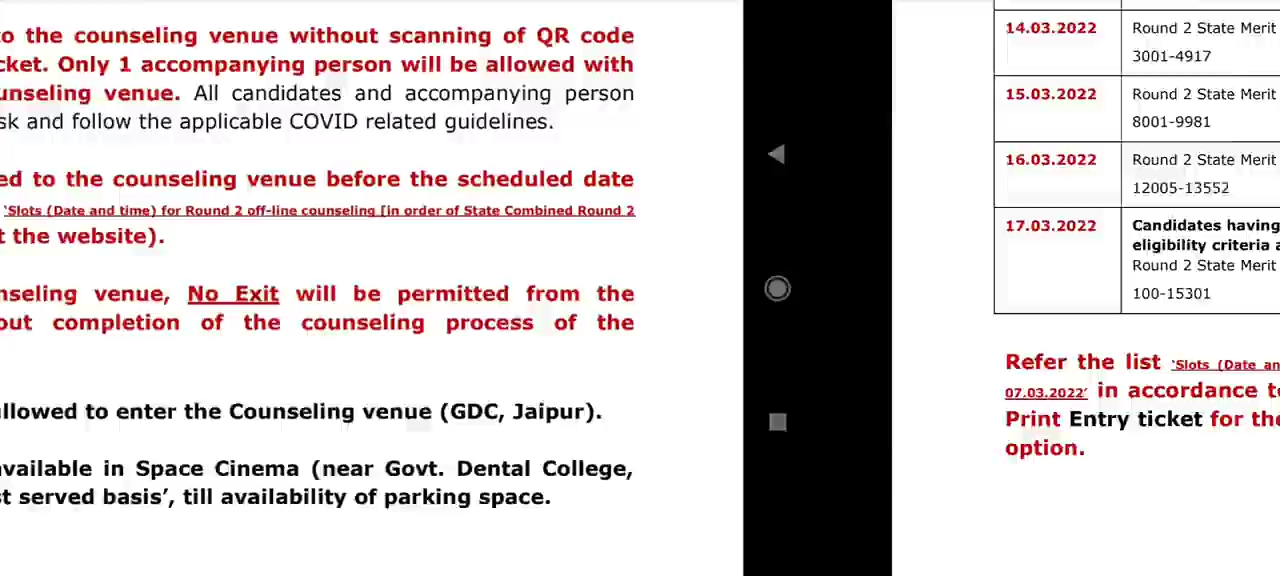 to the counseling venue without scanning of QR code
cket. Only 1 accompanying person will be allowed with
unseling venue. All candidates and accompanying person
sk and follow the applicable COVID related guidelines.
ed to the counseling venue before the scheduled date
'Slots (Date and time) for Round 2 off-line counseling [in order of State Combined Round 2
t the website).
nseling venue, No Exit will be permitted from the
out completion of the counseling process of the
allowed to enter the Counseling venue (GDC, Jaipur).
available in Space Cinema (near Govt. Dental College,
st served basis', till availability of parking space.
14.03.2022 Round 2 State Merit
3001-4917
15.03.2022 Round 2 State Merit
8001-9981
16.03.2022 Round 2 State Merit
12005-13552
17.03.2022 Candidates having
eligibility criteria a
Round 2 State Merit
100-15301
Refer the list 'Slots (Date an
07.03.2022' in accordance to
Print Entry ticket for the
option.